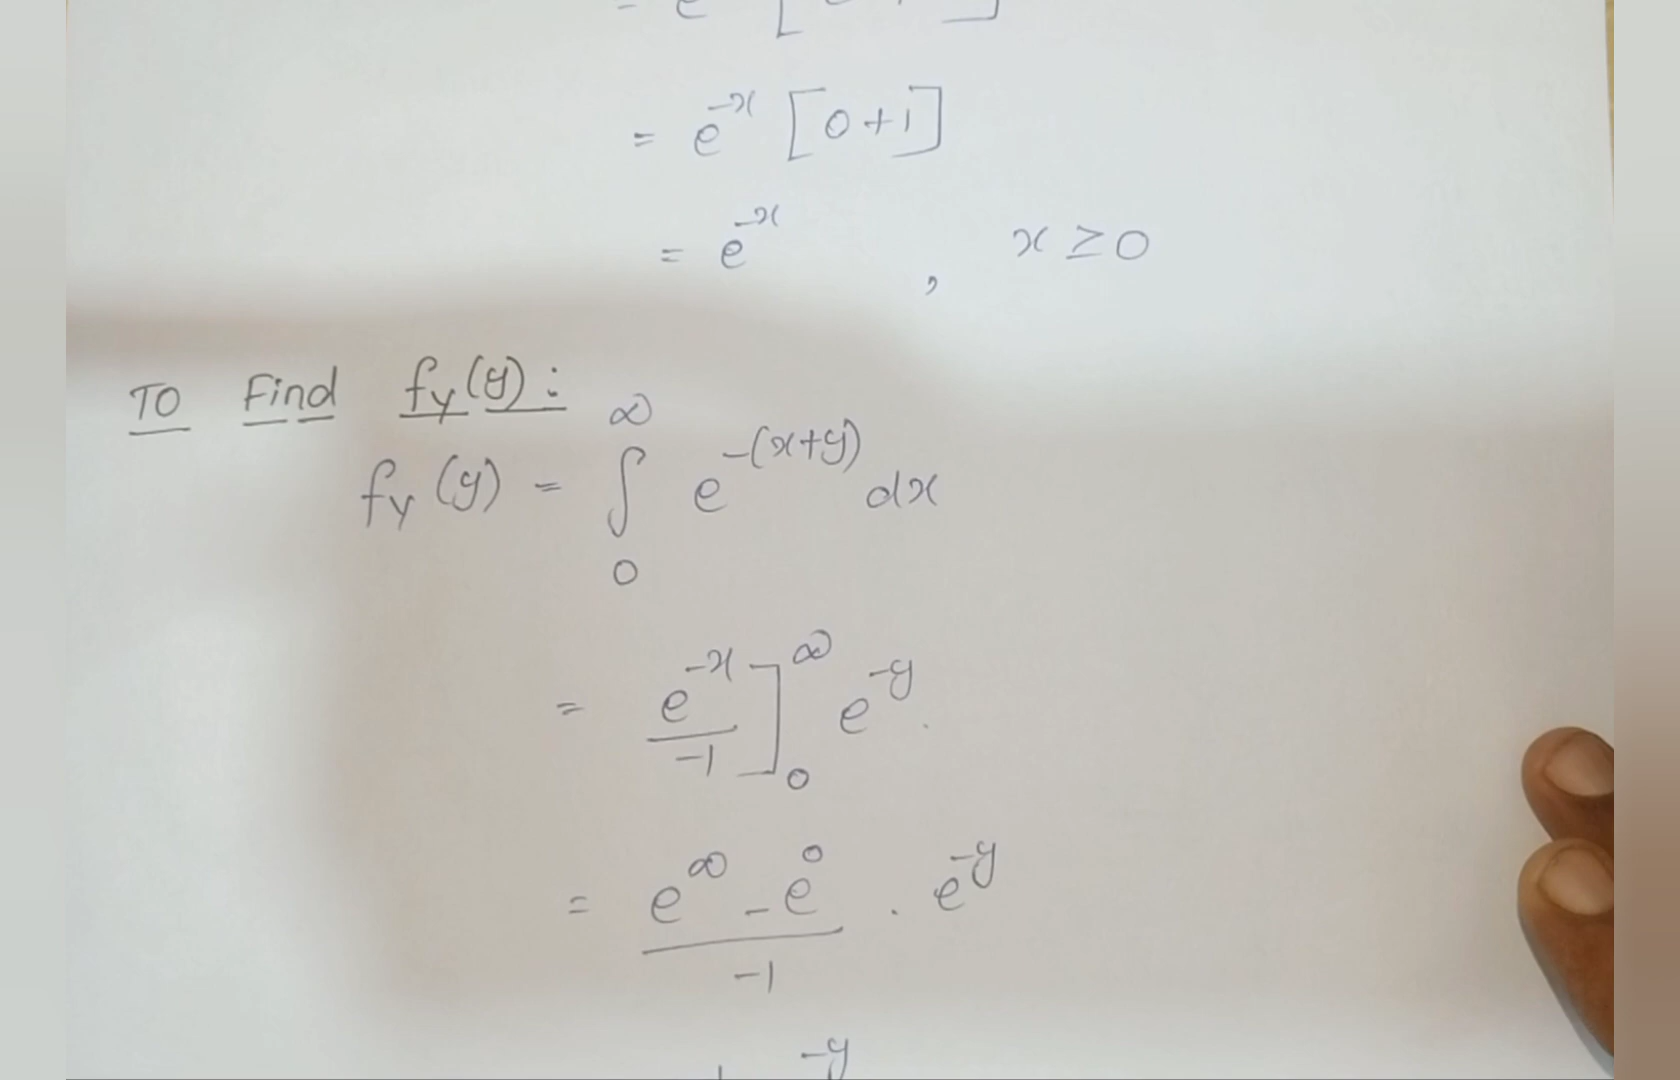 = e^{-x} [0+1]
= e^{-x} , x ≥ 0
TO Find f_Y(y):
f_Y(y) = ∫_0^∞ e^{-(x+y)} dx
= e^{-x}/-1 ]_0^∞ e^{-y}.
= (e^∞ - e^0)/-1 . e^{-y}
-y